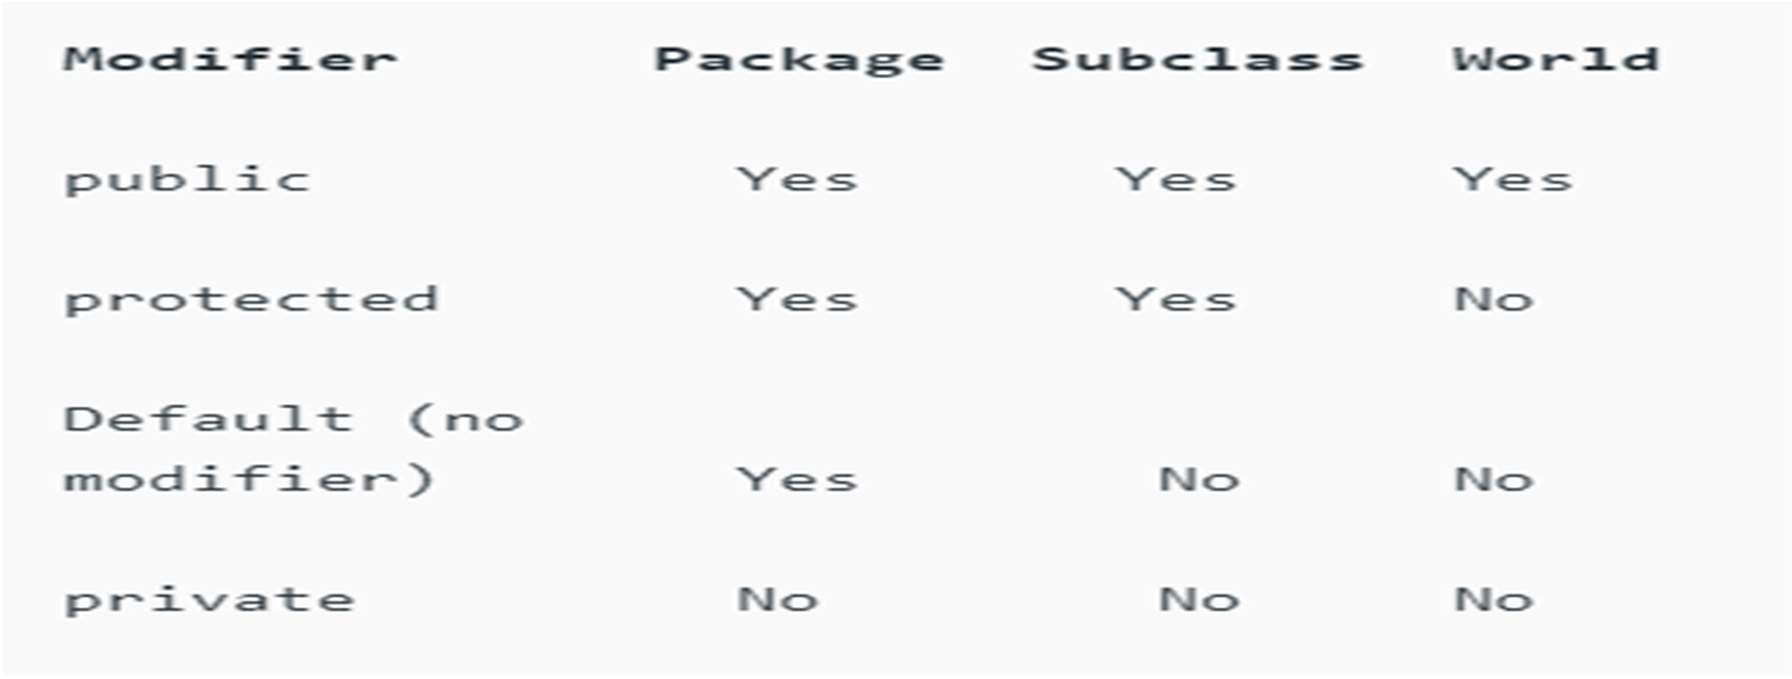 Modifier Package Subclass World
public Yes Yes Yes
protected Yes Yes No
Default (no
modifier) Yes No No
private No No No